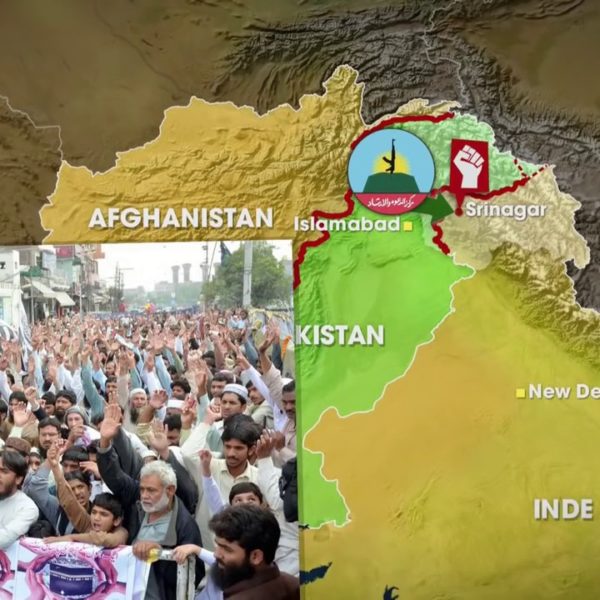 AFGHANISTAN
Islamabad
Srinagar
KISTAN
New De
INDE